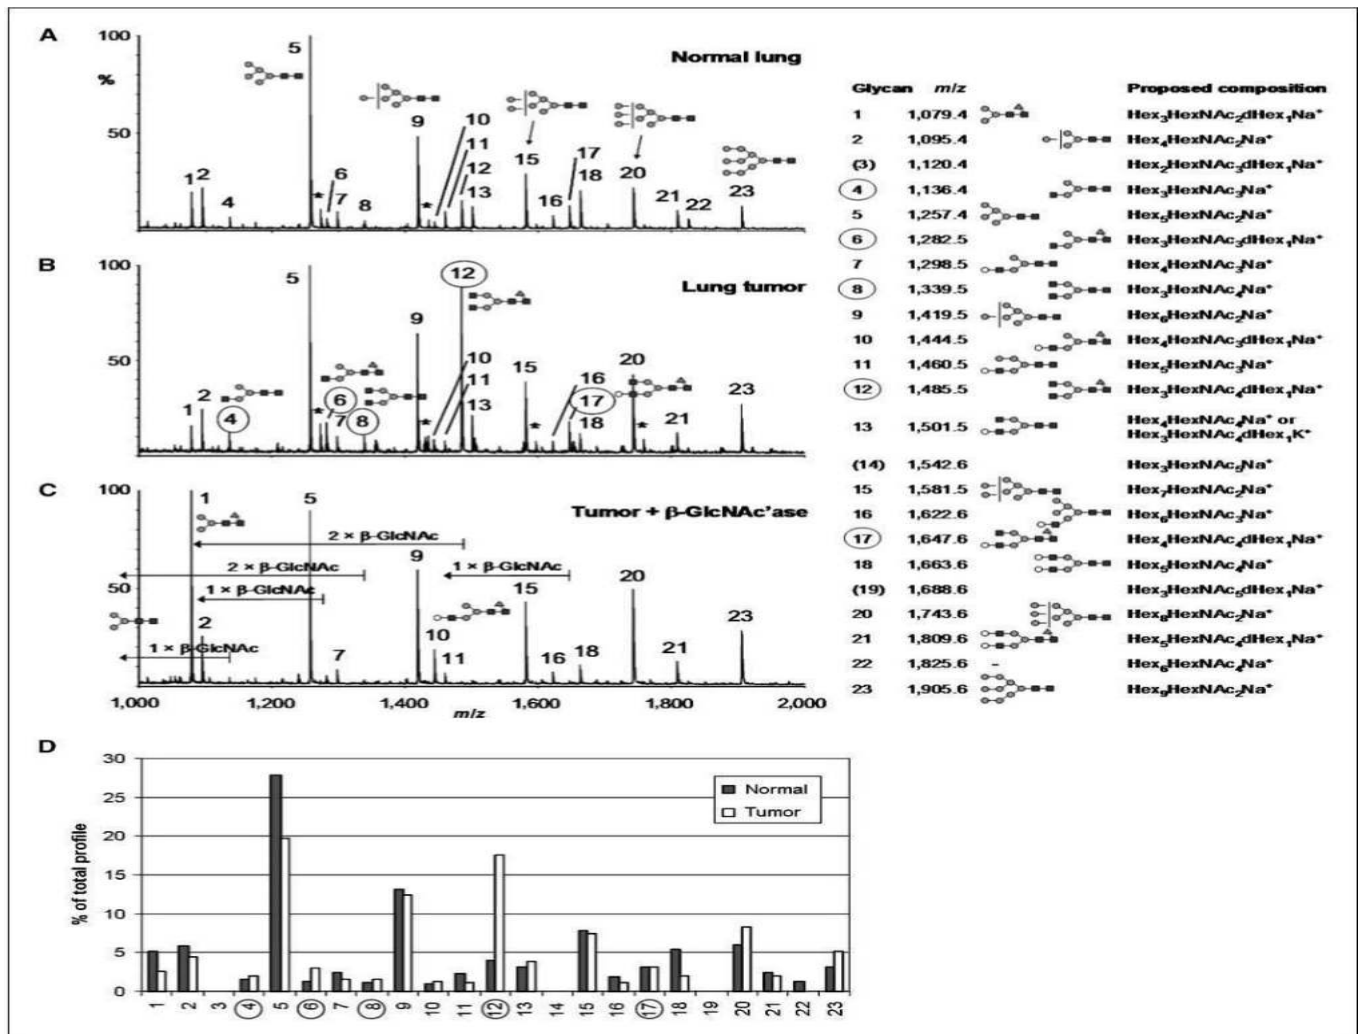 A
100
%
50
Normal lung
5
1 2 4 * 6 7 8 9 * 10 11 12 13 15 16 17 18 20 21 22 23
B
100
50
Lung tumor
5
1 2 4 * 6 7 8 9 * 10 11 12 13 15 * 16 17 18 20 * 21 23
C
100
50
Tumor + β-GlcNAc'ase
2 × β-GlcNAc
2 × β-GlcNAc
1 × β-GlcNAc
1 × β-GlcNAc
1 × β-GlcNAc
1 2 5 7 9 10 11 15 16 18 20 21 23
1,000 1,200 1,400 1,600 1,800 2,000
m/z
Glycan m/z Proposed composition
1 1,079.4 Hex₃HexNAc₂dHex₁Na⁺
2 1,095.4 Hex₄HexNAc₂Na⁺
(3) 1,120.4 Hex₂HexNAc₃dHex₁Na⁺
4 1,136.4 Hex₃HexNAc₃Na⁺
5 1,257.4 Hex₅HexNAc₂Na⁺
6 1,282.5 Hex₃HexNAc₃dHex₁Na⁺
7 1,298.5 Hex₄HexNAc₃Na⁺
8 1,339.5 Hex₃HexNAc₄Na⁺
9 1,419.5 Hex₆HexNAc₂Na⁺
10 1,444.5 Hex₄HexNAc₃dHex₁Na⁺
11 1,460.5 Hex₅HexNAc₃Na⁺
12 1,485.5 Hex₃HexNAc₄dHex₁Na⁺
13 1,501.5 Hex₄HexNAc₄Na⁺ or
Hex₃HexNAc₄dHex₁K⁺
(14) 1,542.6 Hex₃HexNAc₅Na⁺
15 1,581.5 Hex₇HexNAc₂Na⁺
16 1,622.6 Hex₆HexNAc₃Na⁺
17 1,647.6 Hex₄HexNAc₄dHex₁Na⁺
18 1,663.6 Hex₅HexNAc₄Na⁺
(19) 1,688.6 Hex₃HexNAc₅dHex₁Na⁺
20 1,743.6 Hex₈HexNAc₂Na⁺
21 1,809.6 Hex₅HexNAc₄dHex₁Na⁺
22 1,825.6 – Hex₆HexNAc₄Na⁺
23 1,905.6 Hex₉HexNAc₂Na⁺
D
% of total profile
30
25
20
15
10
5
0
Normal
Tumor
1 2 3 4 5 6 7 8 9 10 11 12 13 14 15 16 17 18 19 20 21 22 23